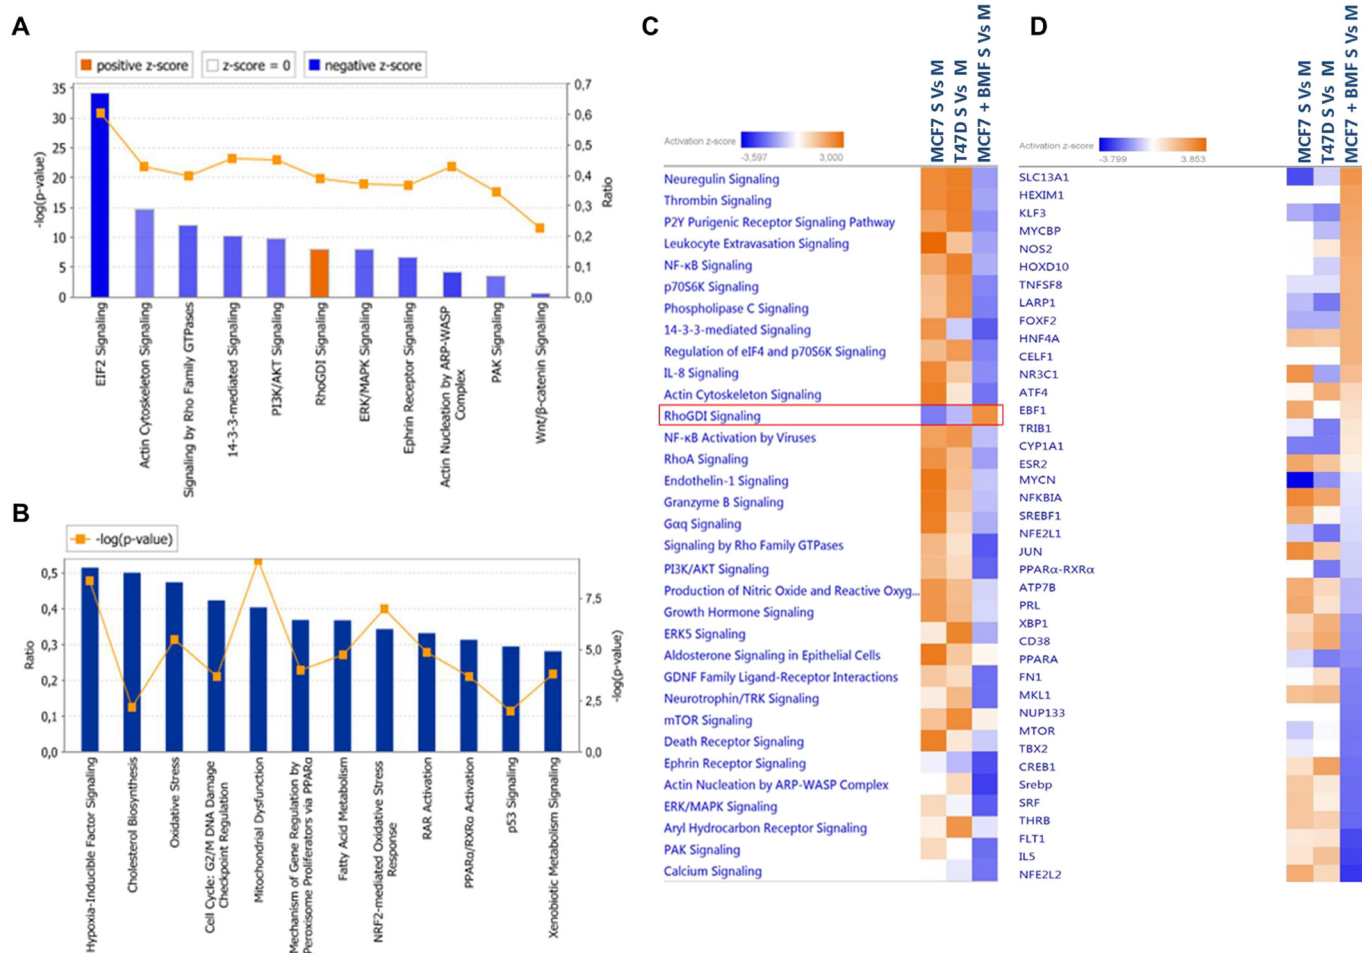 A
positive z-score
z-score = 0
negative z-score
35
30
25
20
15
10
5
0
-log(p-value)
0,7
0,6
0,5
0,4
0,3
0,2
0,1
0,0
Ratio
EIF2 Signaling
Actin Cytoskeleton Signaling
Signaling by Rho Family GTPases
14-3-3-mediated Signaling
PI3K/AKT Signaling
RhoGDI Signaling
ERK/MAPK Signaling
Ephrin Receptor Signaling
Actin Nucleation by ARP-WASP
Complex
PAK Signaling
Wnt/β-catenin Signaling
B
-log(p-value)
0,5
0,4
0,3
0,2
0,1
0,0
Ratio
7,5
5,0
2,5
0,0
-log(p-value)
Hypoxia-Inducible Factor Signaling
Cholesterol Biosynthesis
Oxidative Stress
Cell Cycle: G2/M DNA Damage
Checkpoint Regulation
Mitochondrial Dysfunction
Mechanism of Gene Regulation by
Peroxisome Proliferators via PPARα
Fatty Acid Metabolism
NRF2-mediated Oxidative Stress
Response
RAR Activation
PPARα/RXRα Activation
p53 Signaling
Xenobiotic Metabolism Signaling
C
MCF7 S Vs M
T47D S Vs M
MCF7 + BMF S Vs M
Activation z-score
-3,597 3,000
Neuregulin Signaling
Thrombin Signaling
P2Y Purigenic Receptor Signaling Pathway
Leukocyte Extravasation Signaling
NF-κB Signaling
p70S6K Signaling
Phospholipase C Signaling
14-3-3-mediated Signaling
Regulation of eIF4 and p70S6K Signaling
IL-8 Signaling
Actin Cytoskeleton Signaling
RhoGDI Signaling
NF-κB Activation by Viruses
RhoA Signaling
Endothelin-1 Signaling
Granzyme B Signaling
Gαq Signaling
Signaling by Rho Family GTPases
PI3K/AKT Signaling
Production of Nitric Oxide and Reactive Oxyg...
Growth Hormone Signaling
ERK5 Signaling
Aldosterone Signaling in Epithelial Cells
GDNF Family Ligand-Receptor Interactions
Neurotrophin/TRK Signaling
mTOR Signaling
Death Receptor Signaling
Ephrin Receptor Signaling
Actin Nucleation by ARP-WASP Complex
ERK/MAPK Signaling
Aryl Hydrocarbon Receptor Signaling
PAK Signaling
Calcium Signaling
D
MCF7 S Vs M
T47D S Vs M
MCF7 + BMF S Vs M
Activation z-score
-3.799 3.853
SLC13A1
HEXIM1
KLF3
MYCBP
NOS2
HOXD10
TNFSF8
LARP1
FOXF2
HNF4A
CELF1
NR3C1
ATF4
EBF1
TRIB1
CYP1A1
ESR2
MYCN
NFKBIA
SREBF1
NFE2L1
JUN
PPARα-RXRα
ATP7B
PRL
XBP1
CD38
PPARA
FN1
MKL1
NUP133
MTOR
TBX2
CREB1
Srebp
SRF
THRB
FLT1
IL5
NFE2L2